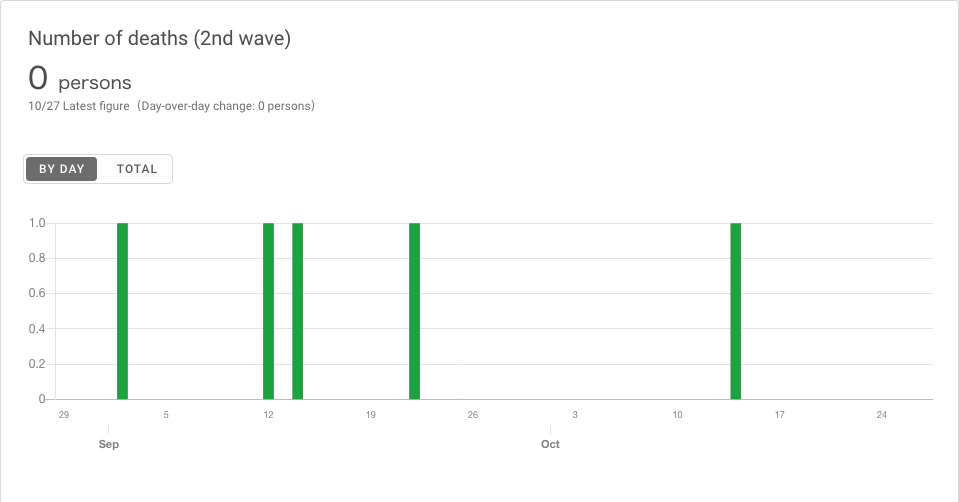 Number of deaths (2nd wave)
0 persons
10/27 Latest figure (Day-over-day change: 0 persons)
BY DAY TOTAL
1.0
0.8
0.6
0.4
0.2
0
29 5 12 19 26 3 10 17 24
Sep Oct